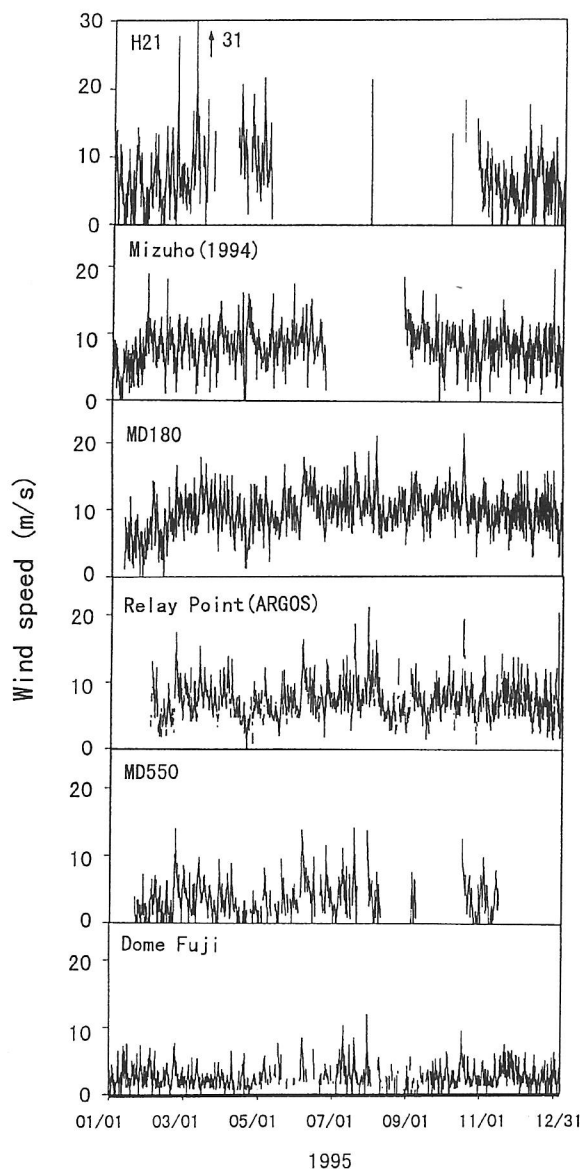 30
H21
↑ 31
20
10
0
Mizuho(1994)
20
10
0
MD180
20
10
0
Relay Point(ARGOS)
20
10
0
MD550
20
10
0
Dome Fuji
20
10
0
Wind speed (m/s)
01/01 03/01 05/01 07/01 09/01 11/01 12/31
1995